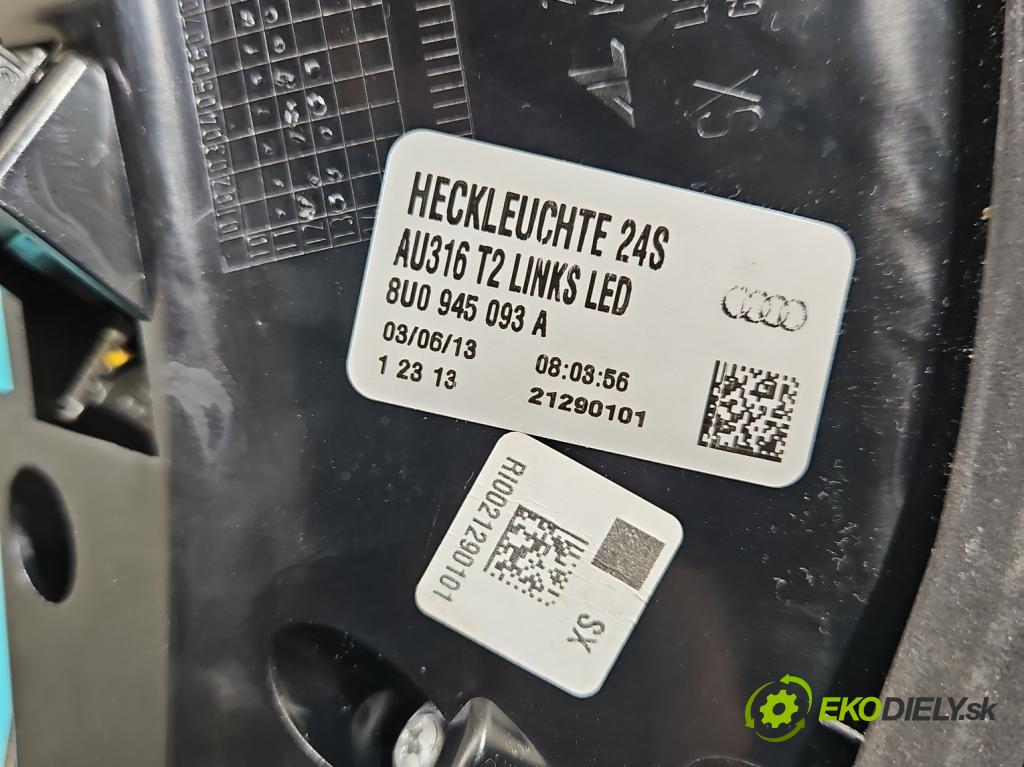 SX
HECKLEUCHTE 24S
AU316 T2 LINKS LED
8U0 945 093 A
03/06/13 08:03:56
1 23 13 21290101
RI0021290101
SX
EKODIELY.sk